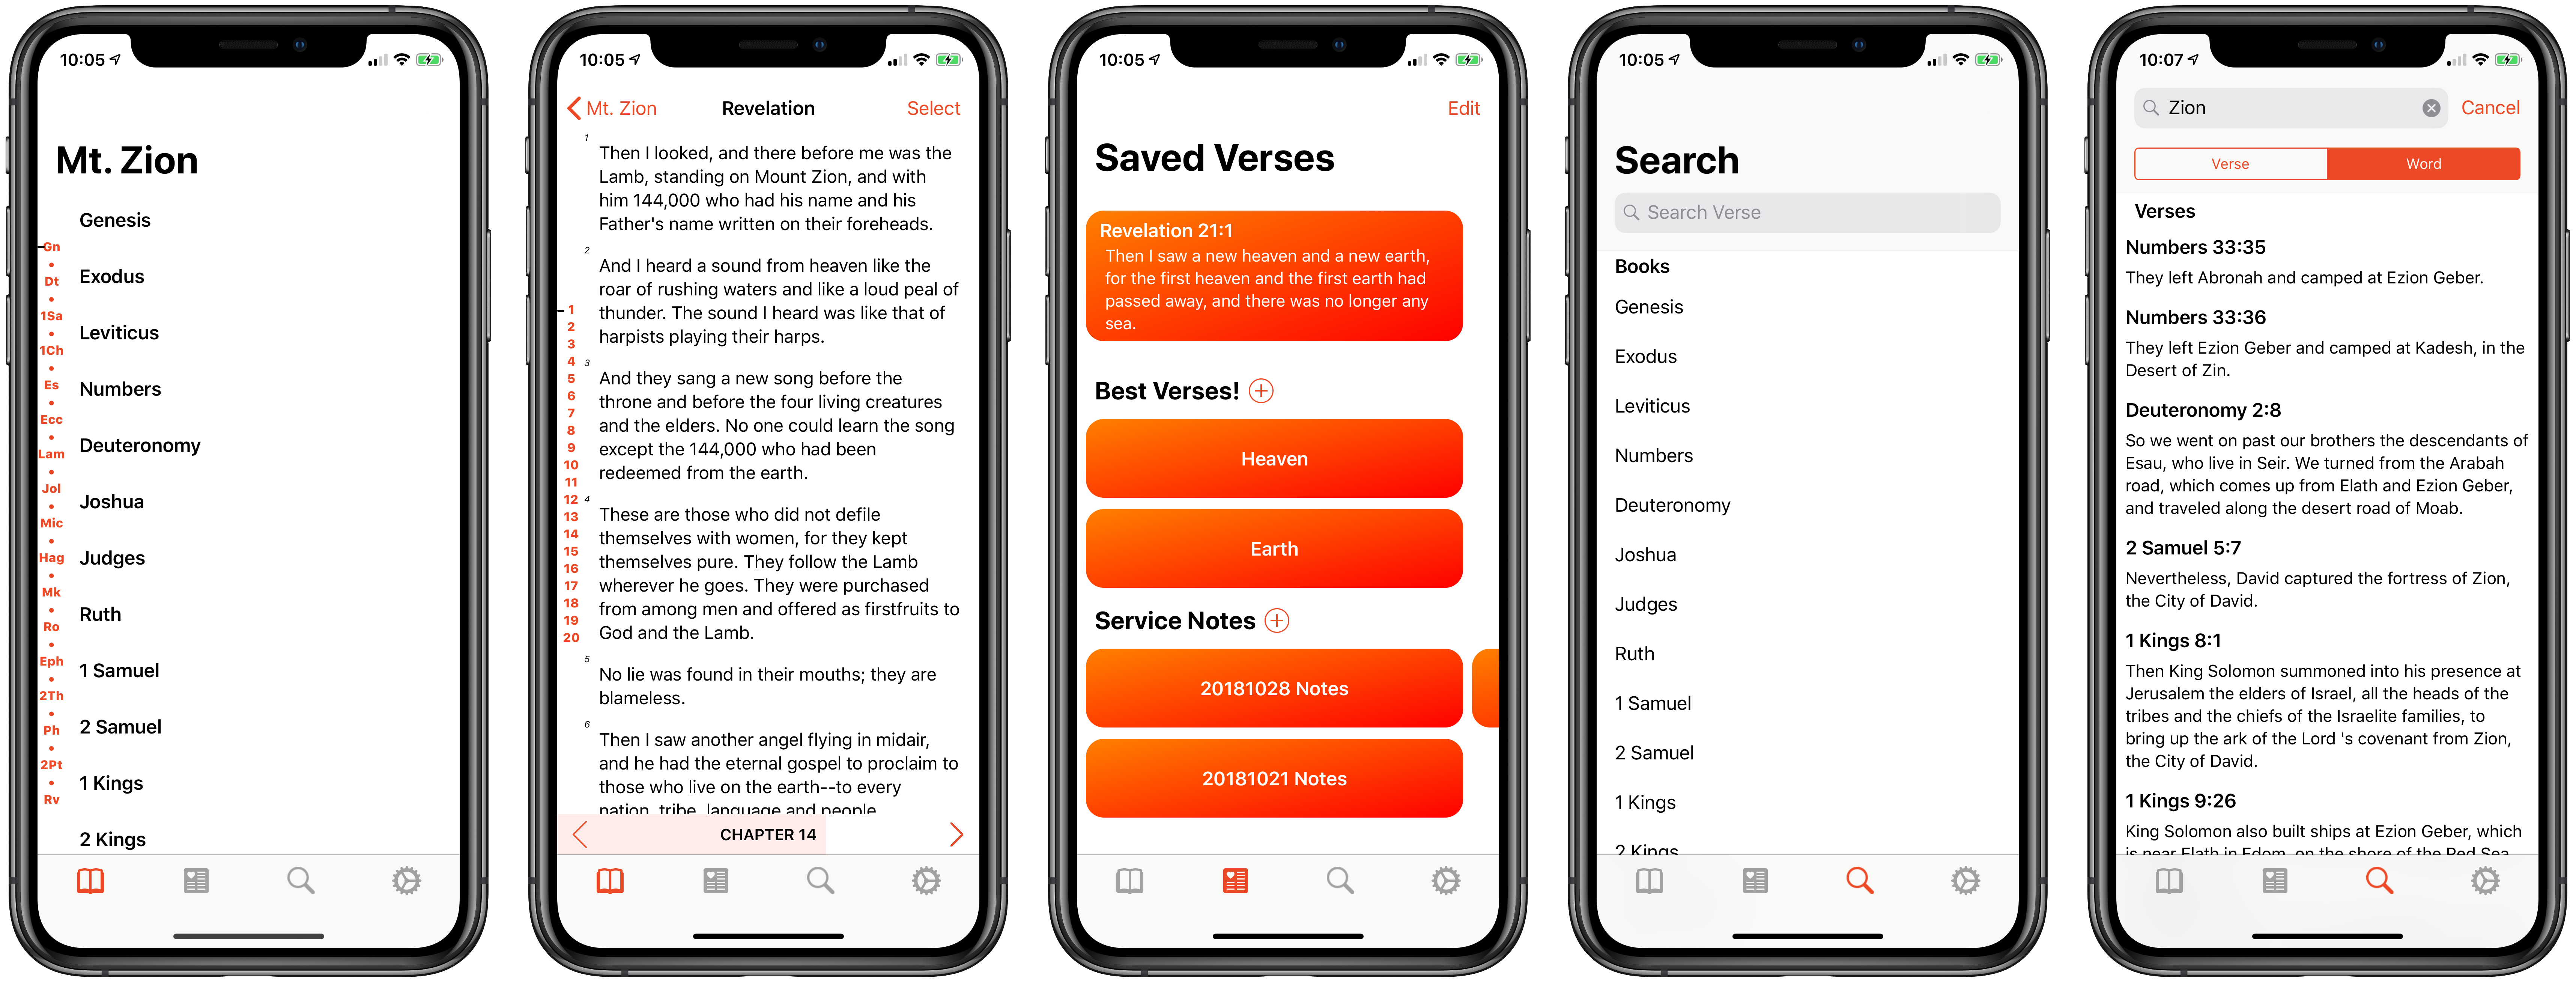 10:05
Mt. Zion
Genesis
Exodus
Leviticus
Numbers
Deuteronomy
Joshua
Judges
Ruth
1 Samuel
2 Samuel
1 Kings
2 Kings
Gn
Dt
1Sa
1Ch
Es
Ecc
Lam
Jol
Mic
Hag
Mk
Ro
Eph
2Th
Ph
2Pt
Rv
10:05
Mt. Zion Revelation Select
1
Then I looked, and there before me was the
Lamb, standing on Mount Zion, and with
him 144,000 who had his name and his
Father's name written on their foreheads.
2
And I heard a sound from heaven like the
roar of rushing waters and like a loud peal of
thunder. The sound I heard was like that of
harpists playing their harps.
3
And they sang a new song before the
throne and before the four living creatures
and the elders. No one could learn the song
except the 144,000 who had been
redeemed from the earth.
4
These are those who did not defile
themselves with women, for they kept
themselves pure. They follow the Lamb
wherever he goes. They were purchased
from among men and offered as firstfruits to
God and the Lamb.
5
No lie was found in their mouths; they are
blameless.
6
Then I saw another angel flying in midair,
and he had the eternal gospel to proclaim to
those who live on the earth--to every
nation, tribe, language and people.
1
2
3
4
5
6
7
8
9
10
11
12
13
14
15
16
17
18
19
20
CHAPTER 14
10:05
Edit
Saved Verses
Revelation 21:1
Then I saw a new heaven and a new earth,
for the first heaven and the first earth had
passed away, and there was no longer any
sea.
Best Verses!
Heaven
Earth
Service Notes
20181028 Notes
20181021 Notes
10:05
Search
Search Verse
Books
Genesis
Exodus
Leviticus
Numbers
Deuteronomy
Joshua
Judges
Ruth
1 Samuel
2 Samuel
1 Kings
2 Kings
10:07
Zion Cancel
Verse Word
Verses
Numbers 33:35
They left Abronah and camped at Ezion Geber.
Numbers 33:36
They left Ezion Geber and camped at Kadesh, in the
Desert of Zin.
Deuteronomy 2:8
So we went on past our brothers the descendants of
Esau, who live in Seir. We turned from the Arabah
road, which comes up from Elath and Ezion Geber,
and traveled along the desert road of Moab.
2 Samuel 5:7
Nevertheless, David captured the fortress of Zion,
the City of David.
1 Kings 8:1
Then King Solomon summoned into his presence at
Jerusalem the elders of Israel, all the heads of the
tribes and the chiefs of the Israelite families, to
bring up the ark of the Lord 's covenant from Zion,
the City of David.
1 Kings 9:26
King Solomon also built ships at Ezion Geber, which
is near Elath in Edom, on the shore of the Red Sea.